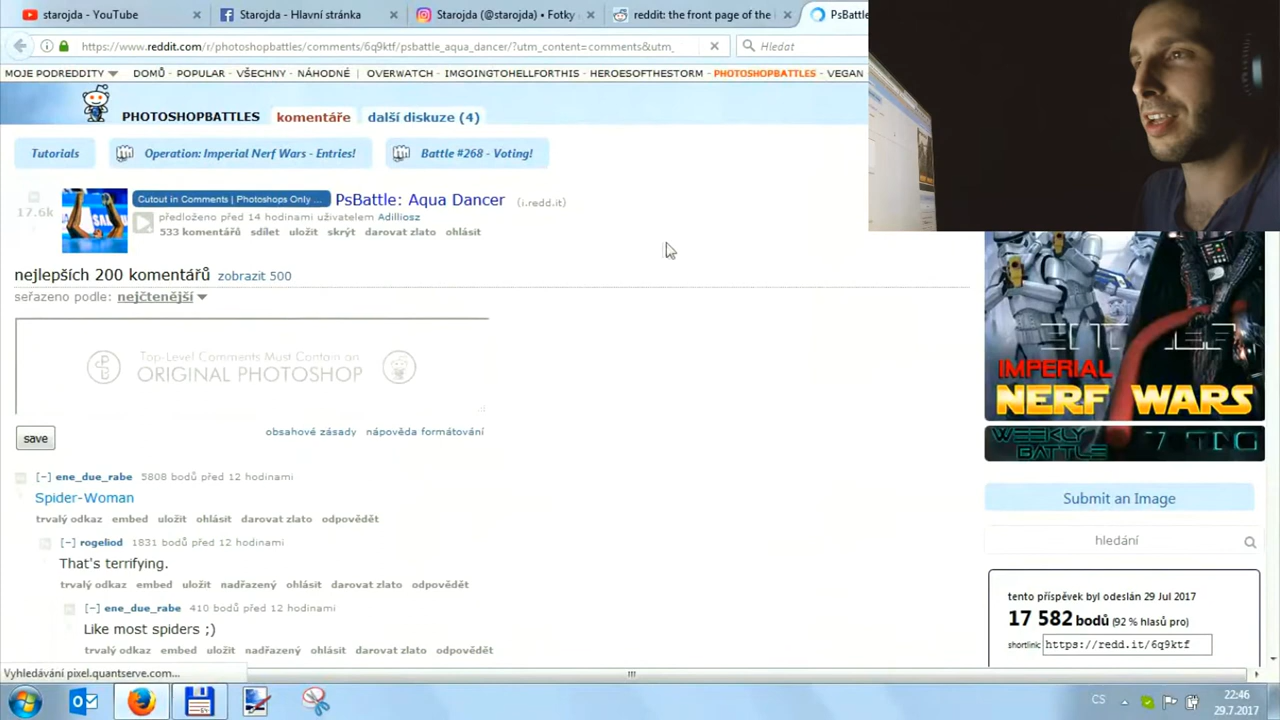 starojda - YouTube
Starojda - Hlavní stránka
Starojda (@starojda) • Fotky
reddit: the front page of the
PsBattle
https://www.reddit.com/r/photoshopbattles/comments/6q9ktf/psbattle_aqua_dancer/?utm_content=comments&utm_
Hledat
MOJE PODREDDITY DOMŮ - POPULAR - VŠECHNY - NÁHODNÉ | OVERWATCH - IMGOINGTOHELLFORTHIS - HEROESOFTHESTORM - PHOTOSHOPBATTLES - VEGAN
PHOTOSHOPBATTLES komentáře další diskuze (4)
Tutorials
Operation: Imperial Nerf Wars - Entries!
Battle #268 - Voting!
17.6k
Cutout in Comments | Photoshops Only ...
PsBattle: Aqua Dancer (i.redd.it)
předloženo před 14 hodinami uživatelem Adilliosz
533 komentářů sdílet uložit skrýt darovat zlato ohlásit
nejlepších 200 komentářů zobrazit 500
seřazeno podle: nejčtenější
Top-Level Comments Must Contain an
ORIGINAL PHOTOSHOP
obsahové zásady nápověda formátování
save
[−] ene_due_rabe 5808 bodů před 12 hodinami
Spider-Woman
trvalý odkaz embed uložit ohlásit darovat zlato odpovědět
[−] rogeliod 1831 bodů před 12 hodinami
That's terrifying.
trvalý odkaz embed uložit nadřazený ohlásit darovat zlato odpovědět
[−] ene_due_rabe 410 bodů před 12 hodinami
Like most spiders ;)
trvalý odkaz embed uložit nadřazený ohlásit darovat zlato odpovědět
IMPERIAL
NERF WARS
WEEKLY
BATTLE
Submit an Image
hledání
tento příspěvek byl odeslán 29 Jul 2017
17 582 bodů (92 % hlasů pro)
shortlink: https://redd.it/6q9ktf
Vyhledávání pixel.quantserve.com...
CS
22:46
29.7.2017